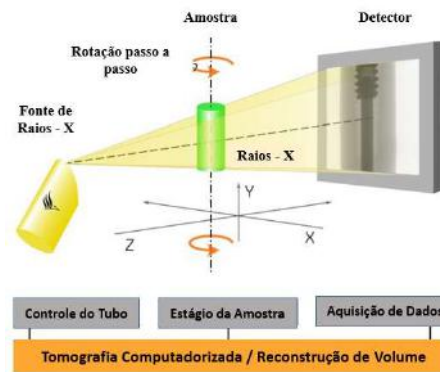 Amostra
Detector
Rotação passo a
passo
Fonte de
Raios - X
Raios - X
Y
Z
X
Controle do Tubo
Estágio da Amostra
Aquisição de Dados
Tomografia Computadorizada / Reconstrução de Volume